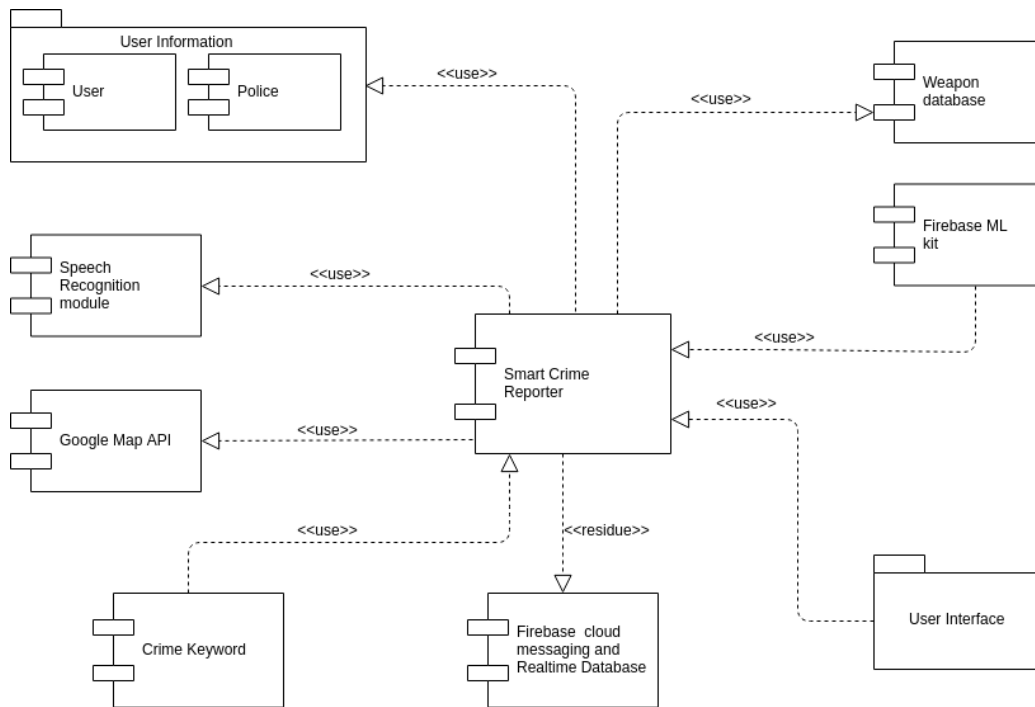 User Information
User
Police
<<use>>
<<use>>
Weapon
database
Firebase ML
kit
Speech
Recognition
module
<<use>>
<<use>>
Smart Crime
Reporter
<<use>>
Google Map API
<<use>>
<<use>>
<<residue>>
Crime Keyword
Firebase cloud
messaging and
Realtime Database
User Interface